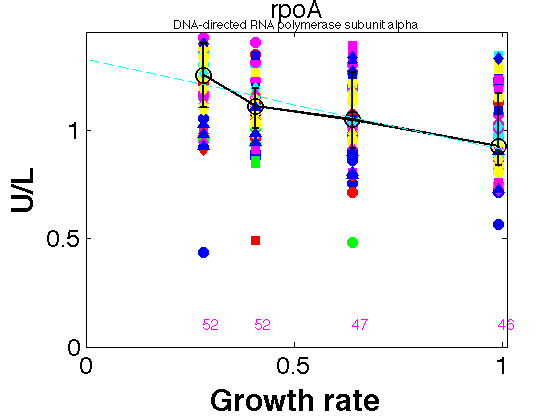 rpoA
DNA-directed RNA polymerase subunit alpha
1
0.5
0
U/L
52 52 47 46
0 0.5 1
Growth rate